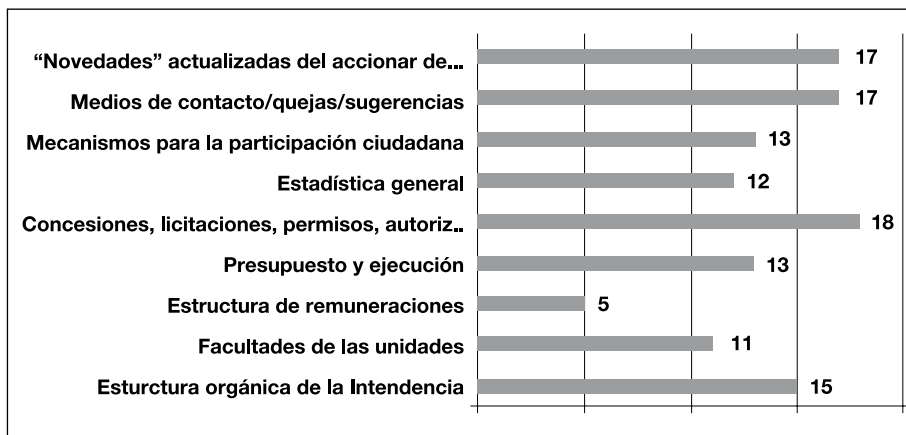 “Novedades” actualizadas del accionar de... 17
Medios de contacto/quejas/sugerencias 17
Mecanismos para la participación ciudadana 13
Estadística general 12
Concesiones, licitaciones, permisos, autoriz.. 18
Presupuesto y ejecución 13
Estructura de remuneraciones 5
Facultades de las unidades 11
Esturctura orgánica de la Intendencia 15